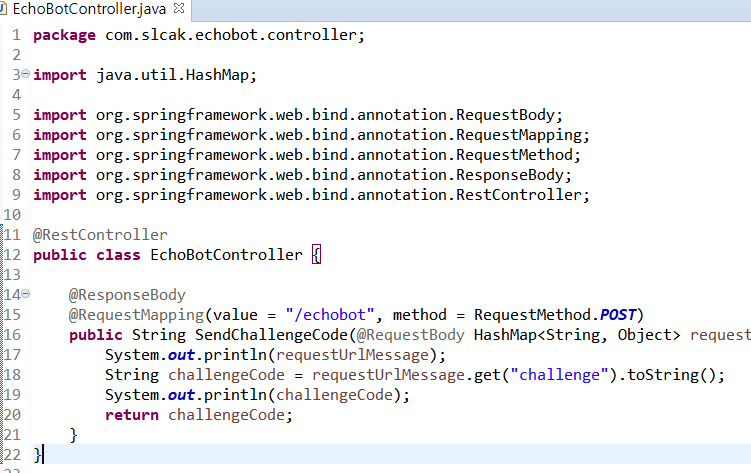 EchoBotController.java
1 package com.slcak.echobot.controller;
2
3 import java.util.HashMap;
4
5 import org.springframework.web.bind.annotation.RequestBody;
6 import org.springframework.web.bind.annotation.RequestMapping;
7 import org.springframework.web.bind.annotation.RequestMethod;
8 import org.springframework.web.bind.annotation.ResponseBody;
9 import org.springframework.web.bind.annotation.RestController;
10
11 @RestController
12 public class EchoBotController {
13
14 @ResponseBody
15 @RequestMapping(value = "/echobot", method = RequestMethod.POST)
16 public String SendChallengeCode(@RequestBody HashMap<String, Object> request
17 System.out.println(requestUrlMessage);
18 String challengeCode = requestUrlMessage.get("challenge").toString();
19 System.out.println(challengeCode);
20 return challengeCode;
21 }
22 }